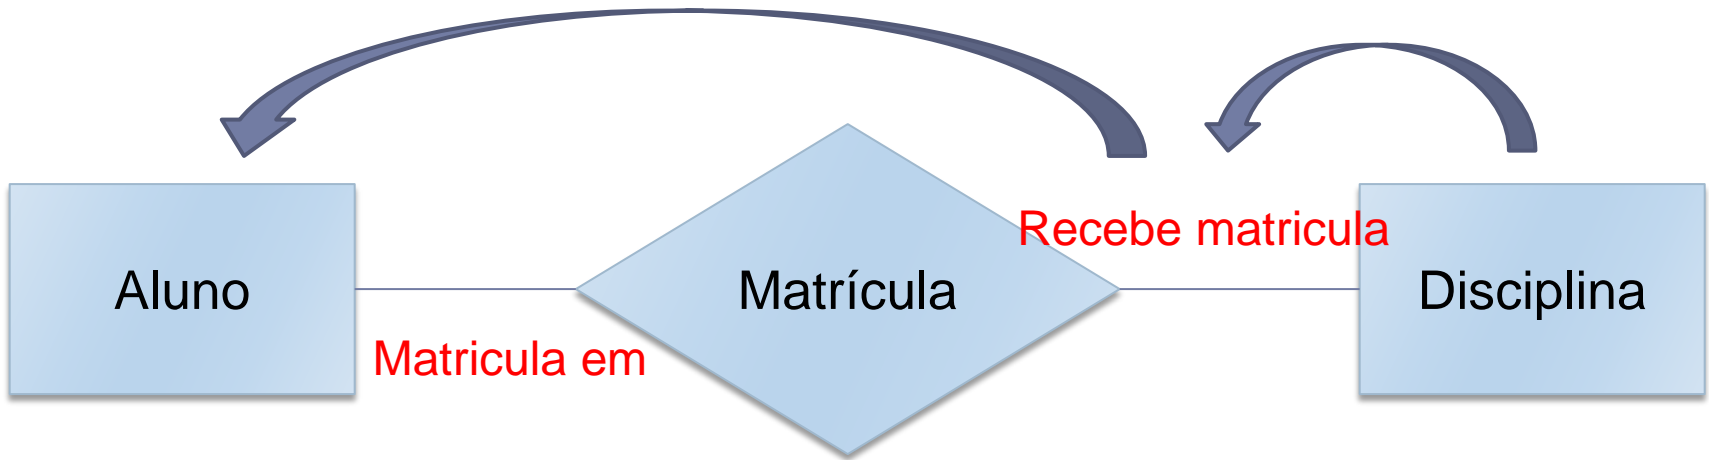 Recebe matricula
Aluno
Matrícula
Disciplina
Matricula em